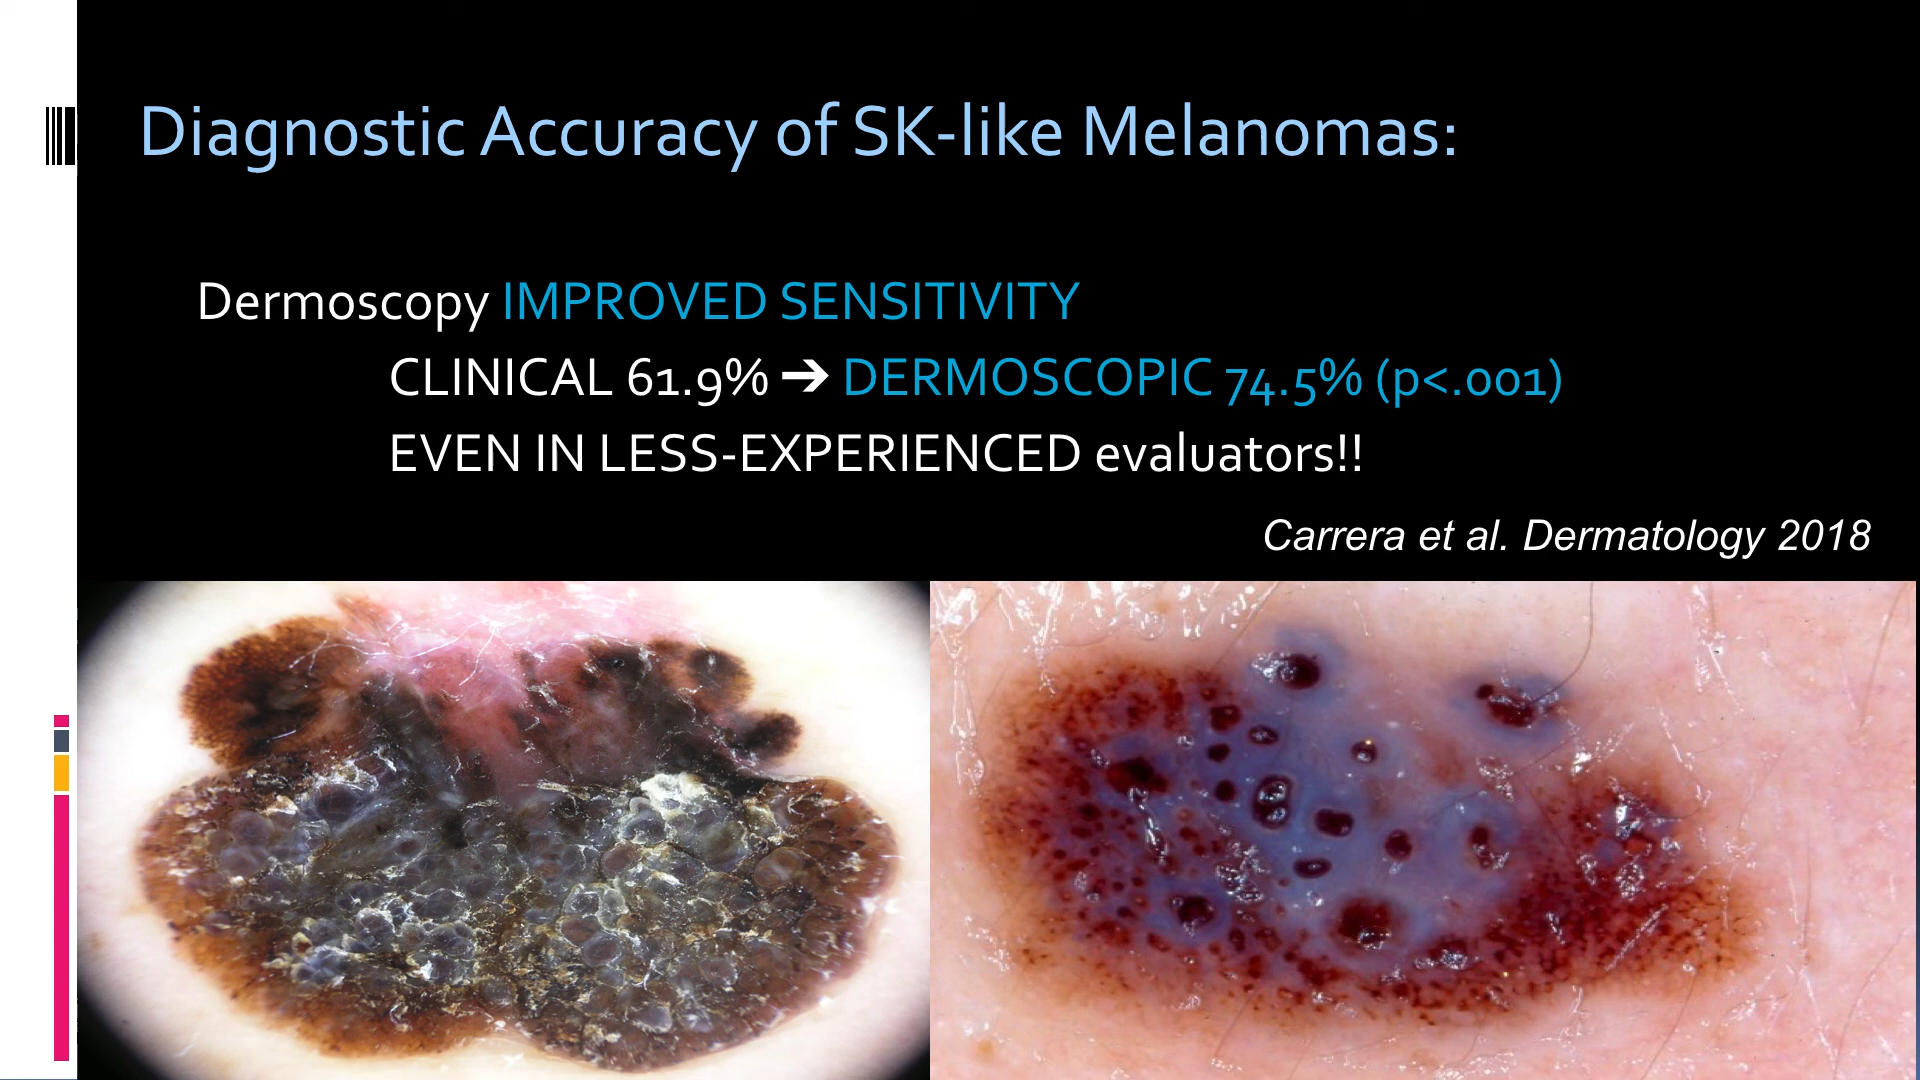 Diagnostic Accuracy of SK-like Melanomas:
Dermoscopy IMPROVED SENSITIVITY
CLINICAL 61.9% ➔ DERMOSCOPIC 74.5% (p<.001)
EVEN IN LESS-EXPERIENCED evaluators!!
Carrera et al. Dermatology 2018